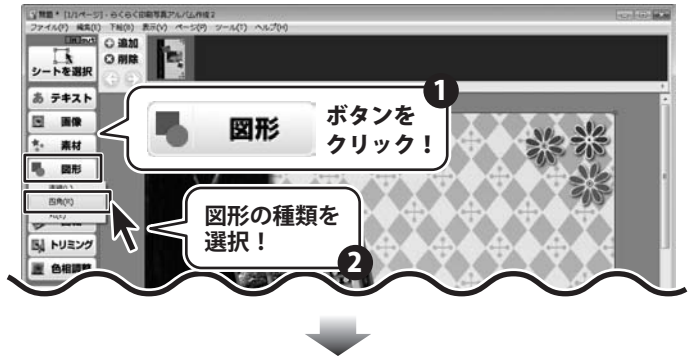 無題 * [1/1ページ] - らくらく印刷写真アルバム作成2
ファイル(F) 編集(E) 下絵(B) 表示(V) ページ(P) ツール(T) ヘルプ(H)
シートを選択
追加
削除
テキスト
画像
素材
図形
四角(R)
トリミング
色相調整
1
図形
ボタンを
クリック！
図形の種類を
選択！
2